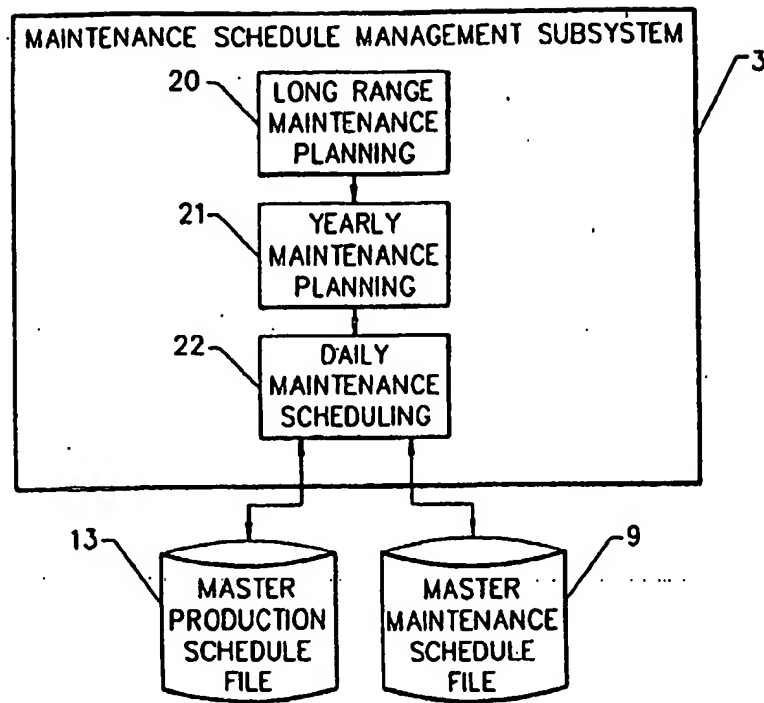 MAINTENANCE SCHEDULE MANAGEMENT SUBSYSTEM
3
20
LONG RANGE
MAINTENANCE
PLANNING
21
YEARLY
MAINTENANCE
PLANNING
22
DAILY
MAINTENANCE
SCHEDULING
13
MASTER
PRODUCTION
SCHEDULE
FILE
9
MASTER
MAINTENANCE
SCHEDULE
FILE